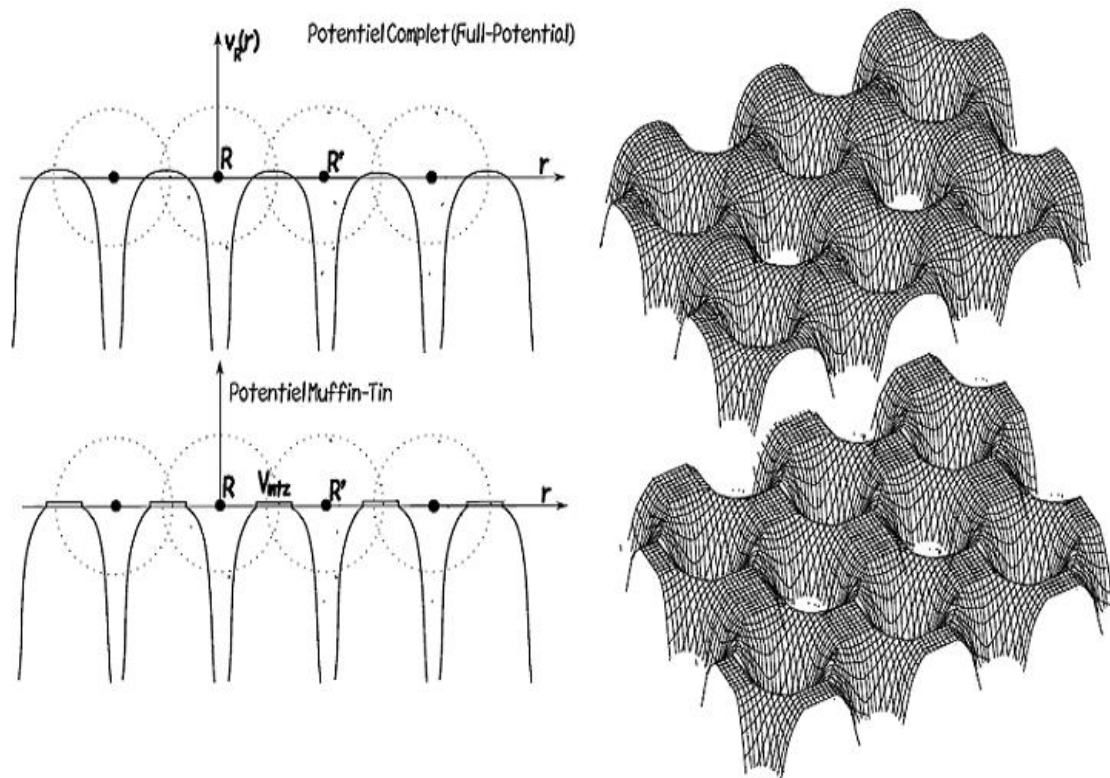 V_R(r)
Potentiel Complet (Full-Potential)
R
R'
r
Potentiel Muffin-Tin
R
V_mtz
R'
r